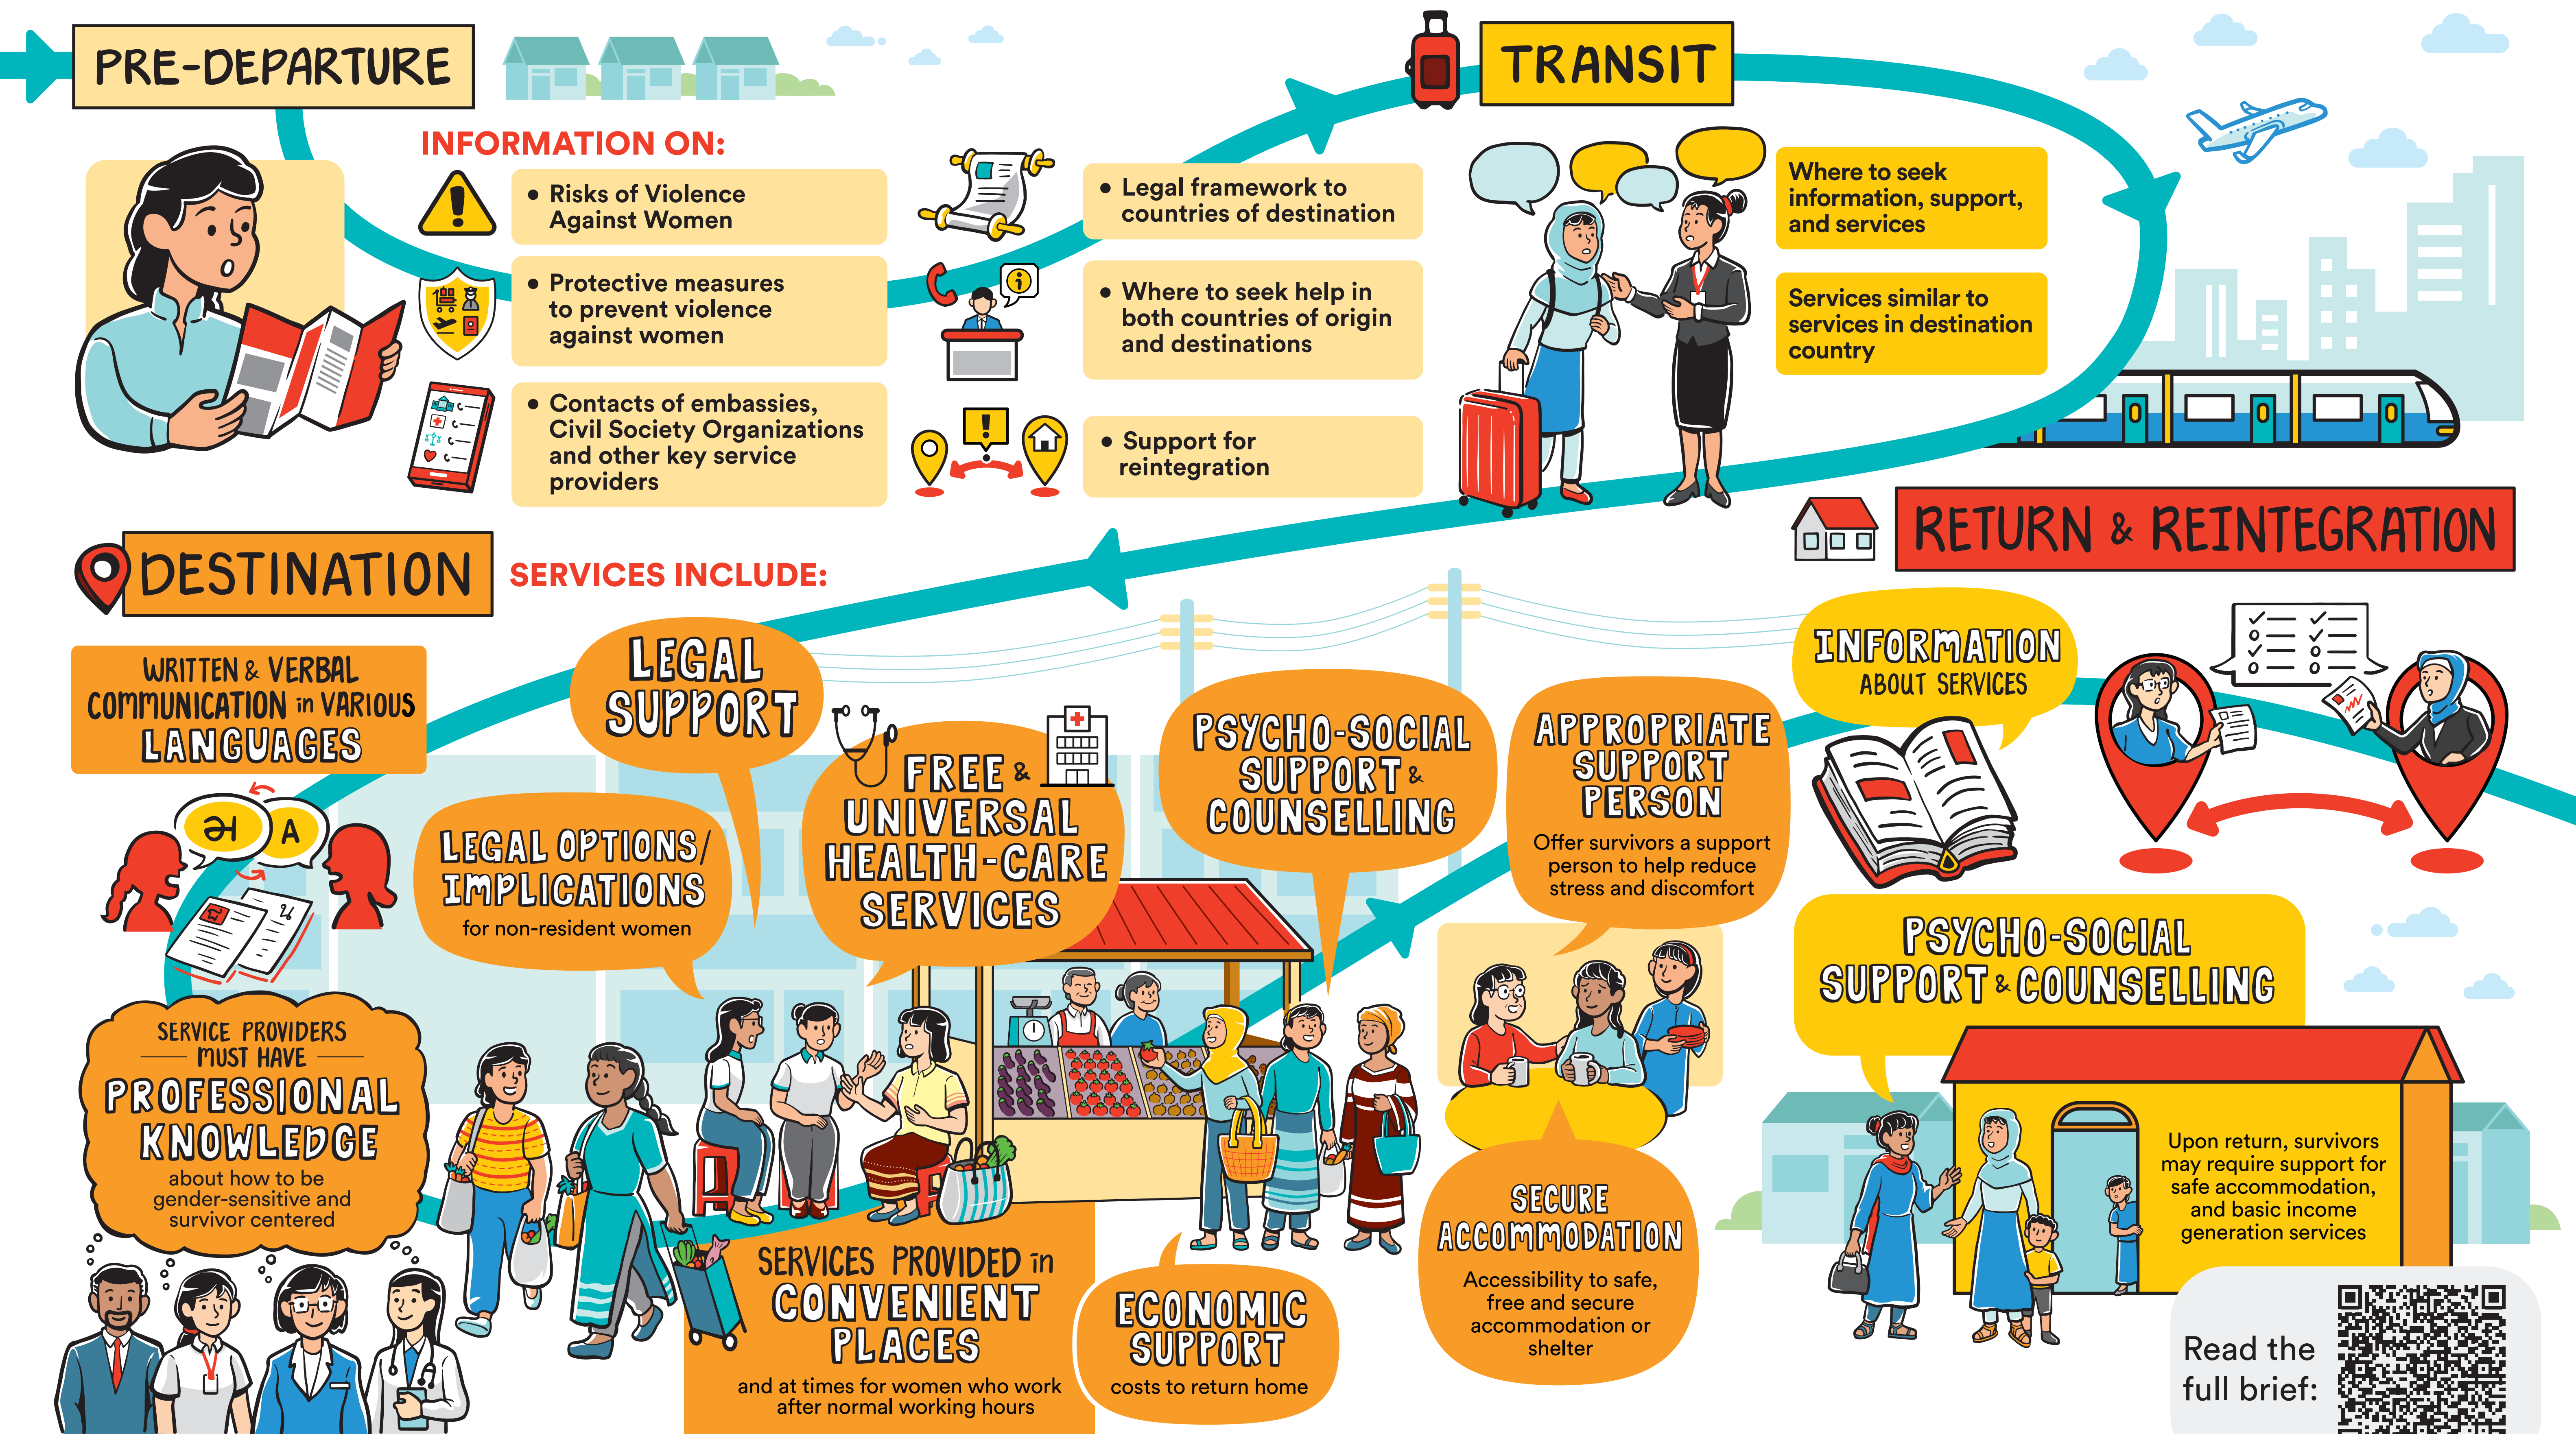 PRE-DEPARTURE
INFORMATION ON:
• Risks of Violence
Against Women
• Protective measures
to prevent violence
against women
• Contacts of embassies,
Civil Society Organizations
and other key service
providers
• Legal framework to
countries of destination
• Where to seek help in
both countries of origin
and destinations
• Support for
reintegration
TRANSIT
Where to seek
information, support,
and services
Services similar to
services in destination
country
DESTINATION
SERVICES INCLUDE:
WRITTEN & VERBAL
COMMUNICATION in VARIOUS
LANGUAGES
A
SERVICE PROVIDERS
MUST HAVE
PROFESSIONAL
KNOWLEDGE
about how to be
gender-sensitive and
survivor centered
LEGAL
SUPPORT
LEGAL OPTIONS/
IMPLICATIONS
for non-resident women
FREE &
UNIVERSAL
HEALTH-CARE
SERVICES
SERVICES PROVIDED in
CONVENIENT
PLACES
and at times for women who work
after normal working hours
PSYCHO-SOCIAL
SUPPORT &
COUNSELLING
ECONOMIC
SUPPORT
costs to return home
APPROPRIATE
SUPPORT
PERSON
Offer survivors a support
person to help reduce
stress and discomfort
SECURE
ACCOMMODATION
Accessibility to safe,
free and secure
accommodation or
shelter
RETURN & REINTEGRATION
INFORMATION
ABOUT SERVICES
PSYCHO-SOCIAL
SUPPORT & COUNSELLING
Upon return, survivors
may require support for
safe accommodation,
and basic income
generation services
Read the
full brief: